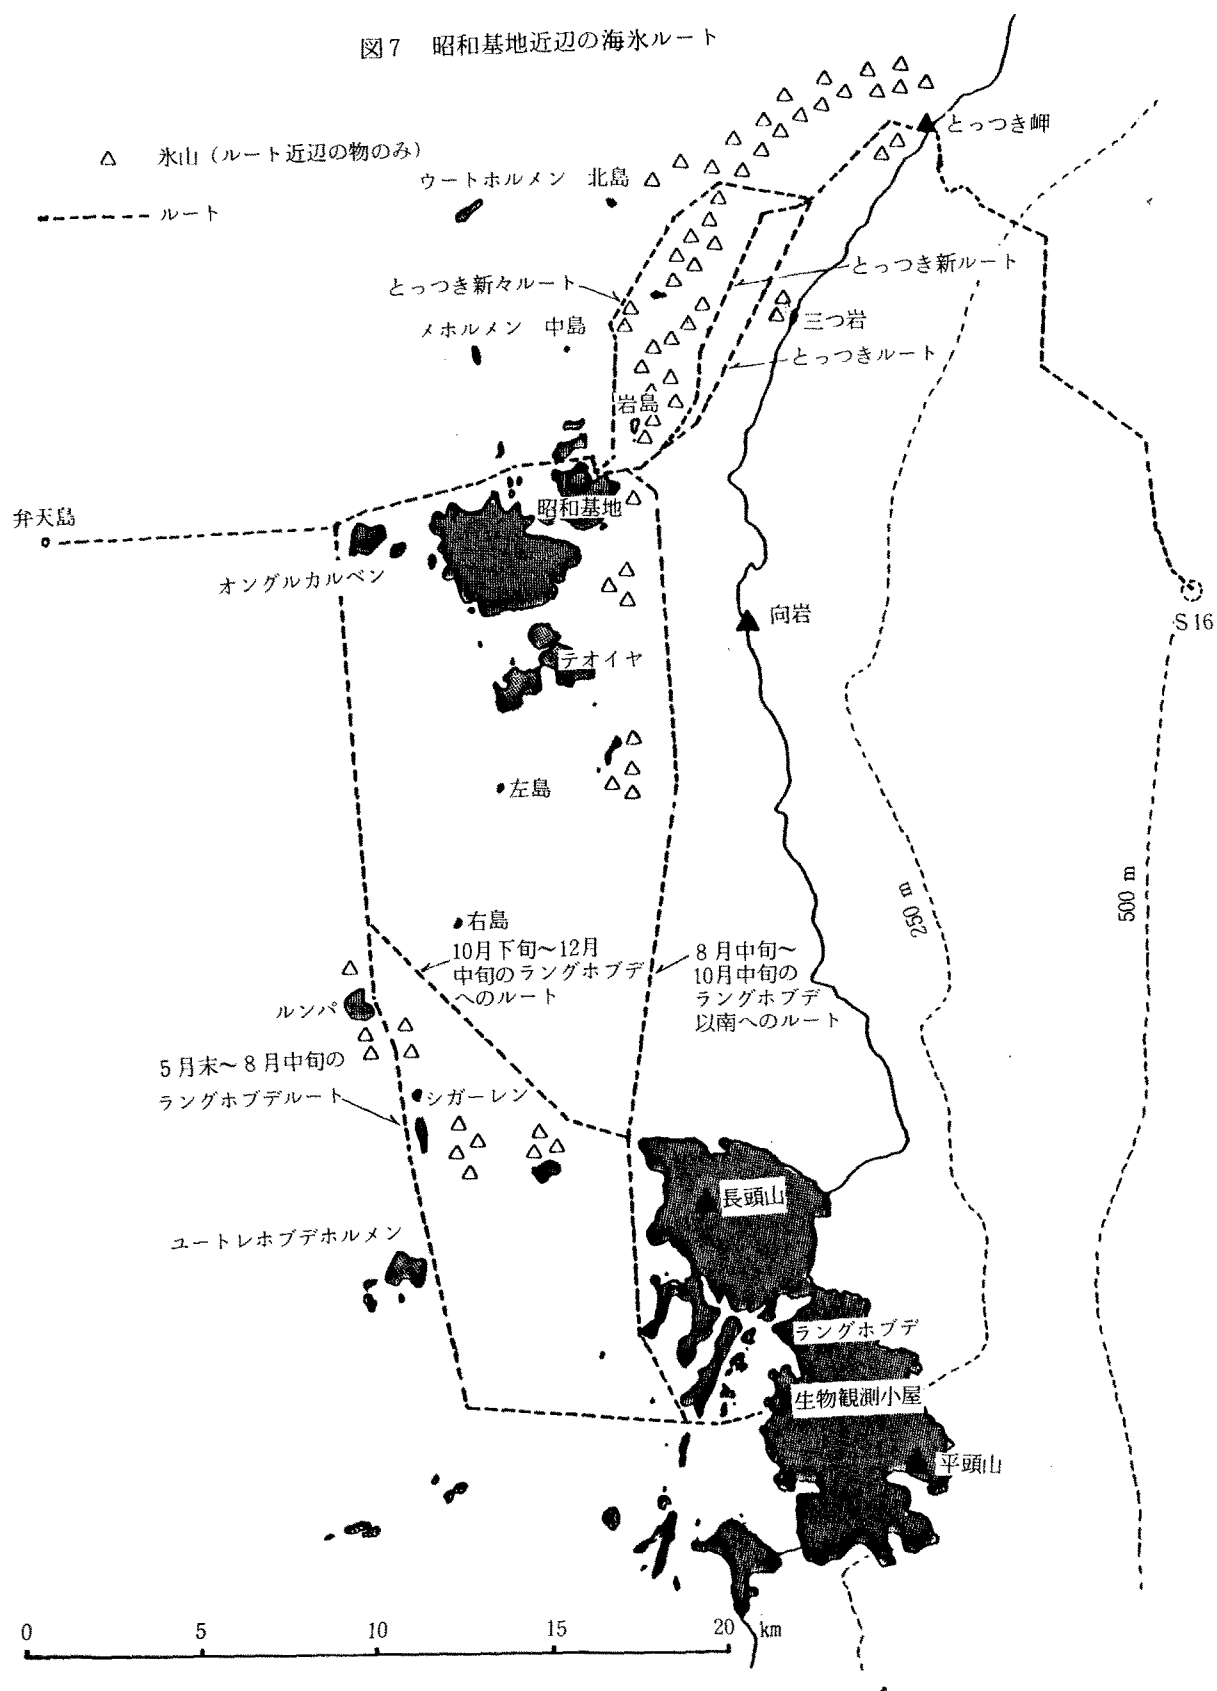 図7 昭和基地近辺の海氷ルート
とっつき岬
氷山（ルート近辺の物のみ）
ウートホルメン 北島
ルート
とっつき新ルート
とっつき新々ルート
三つ岩
メホルメン 中島
とっつきルート
岩島
昭和基地
弁天島
オングルカルベン
向岩
S16
テオイヤ
左島
250 m
500 m
右島
10月下旬～12月
中旬のラングホブデ
へのルート
8月中旬～
10月中旬の
ラングホブデ
以南へのルート
ルンパ
5月末～8月中旬の
ラングホブデルート
シガーレン
長頭山
ユートレホブデホルメン
ラングホブデ
生物観測小屋
平頭山
0 5 10 15 20 km